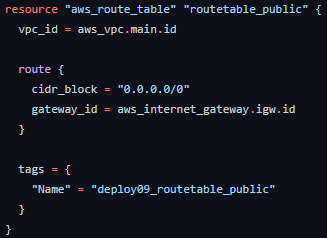 resource "aws_route_table" "routetable_public" {
  vpc_id = aws_vpc.main.id

  route {
    cidr_block = "0.0.0.0/0"
    gateway_id = aws_internet_gateway.igw.id
  }

  tags = {
    "Name" = "deploy09_routetable_public"
  }
}